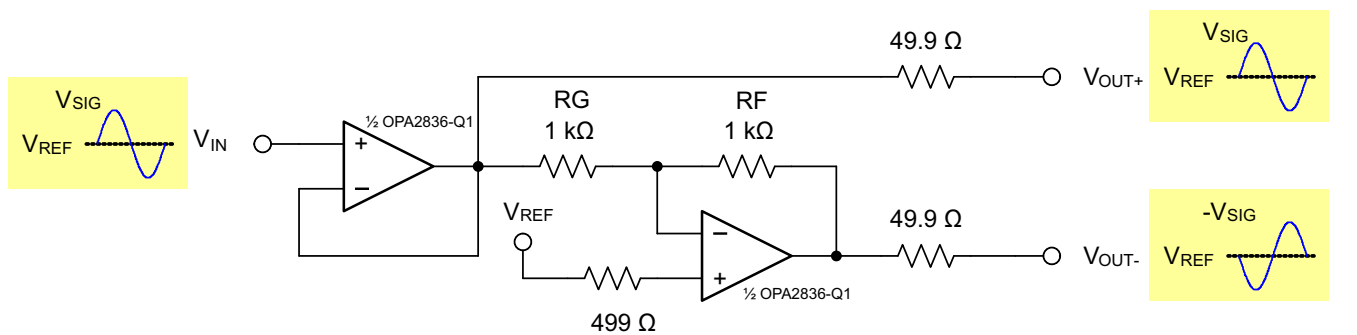 VSIG
VREF
VIN
+
−
½ OPA2836-Q1
RG
1 kΩ
RF
1 kΩ
VREF
499 Ω
−
+
½ OPA2836-Q1
49.9 Ω
VOUT+
VSIG
VREF
49.9 Ω
VOUT-
-VSIG
VREF